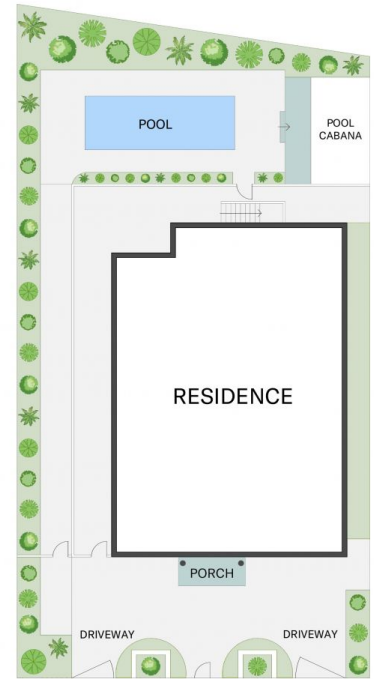 POOL
POOL
CABANA
RESIDENCE
PORCH
DRIVEWAY
DRIVEWAY